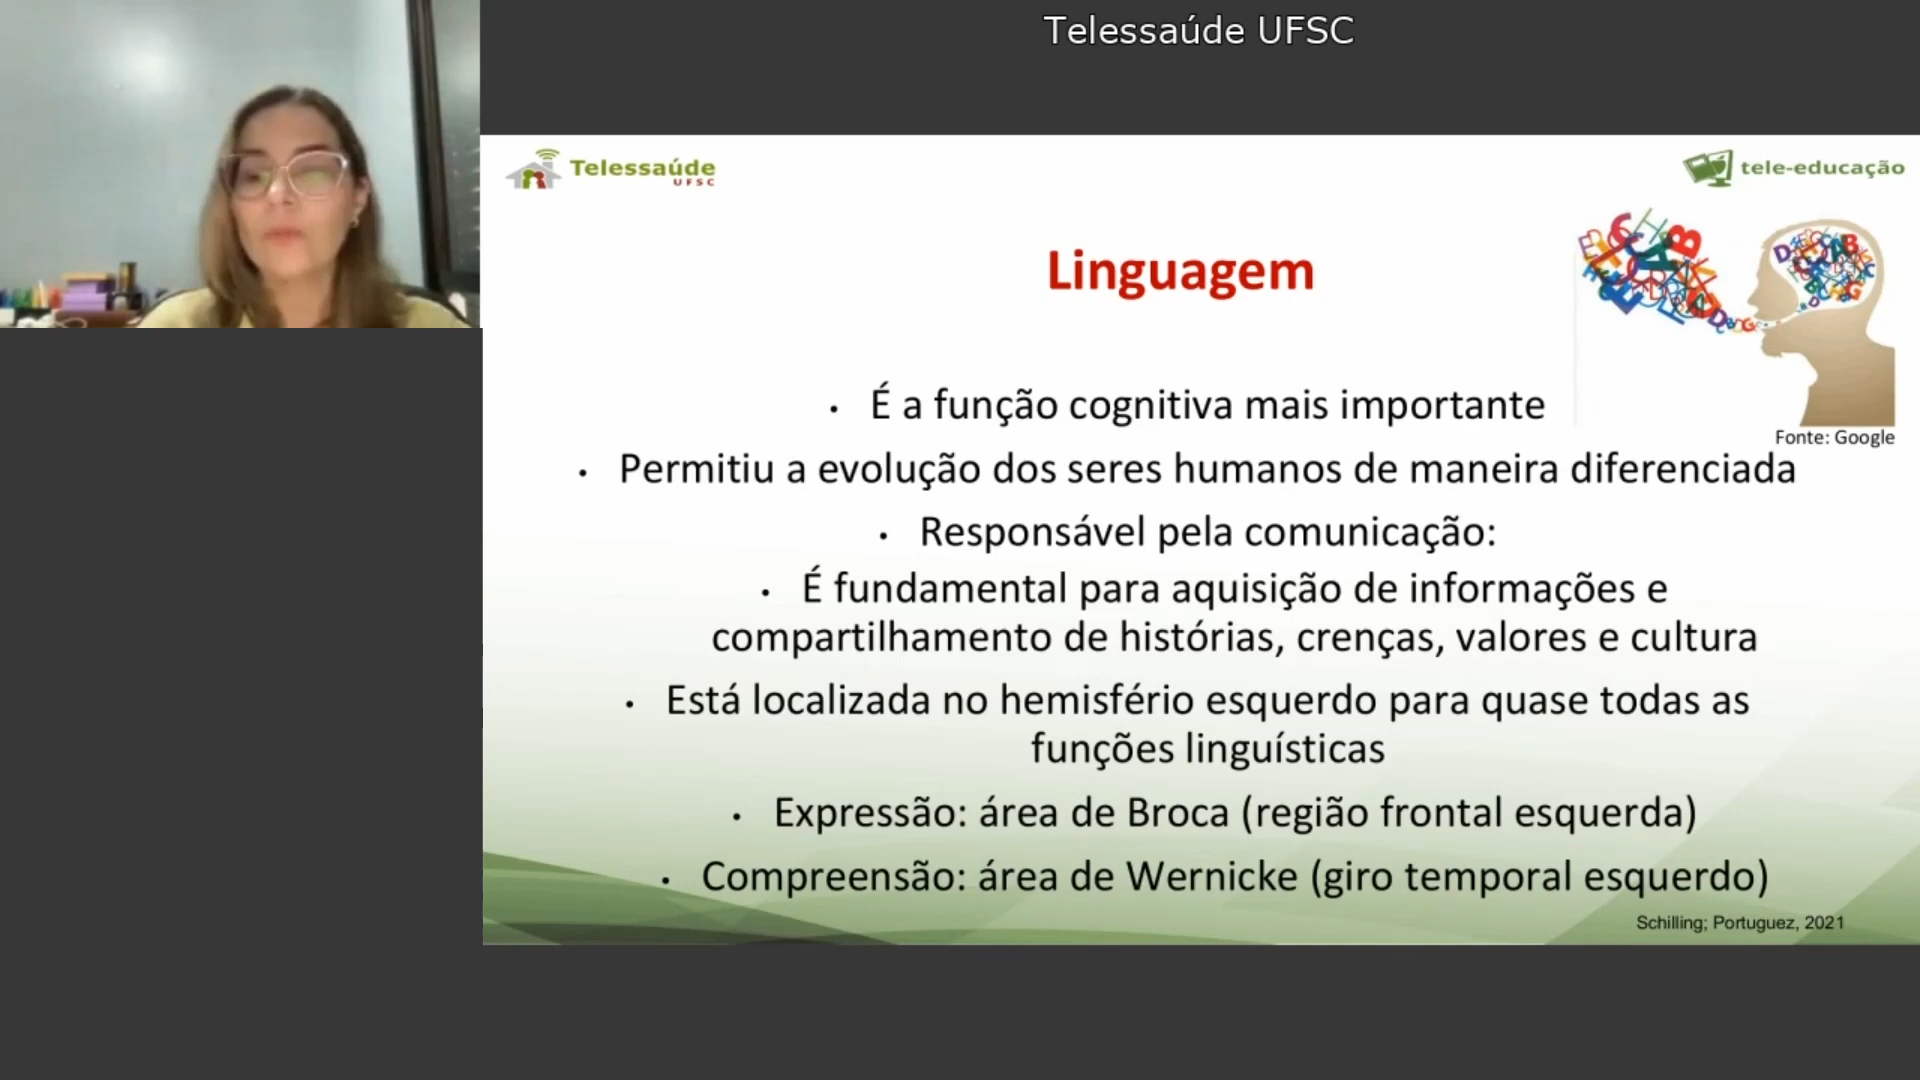 Telessaúde UFSC
Telessaúde
UFSC
tele-educação
Linguagem
Fonte: Google
• É a função cognitiva mais importante
• Permitiu a evolução dos seres humanos de maneira diferenciada
• Responsável pela comunicação:
• É fundamental para aquisição de informações e
compartilhamento de histórias, crenças, valores e cultura
• Está localizada no hemisfério esquerdo para quase todas as
funções linguísticas
• Expressão: área de Broca (região frontal esquerda)
• Compreensão: área de Wernicke (giro temporal esquerdo)
Schilling; Portuguez, 2021